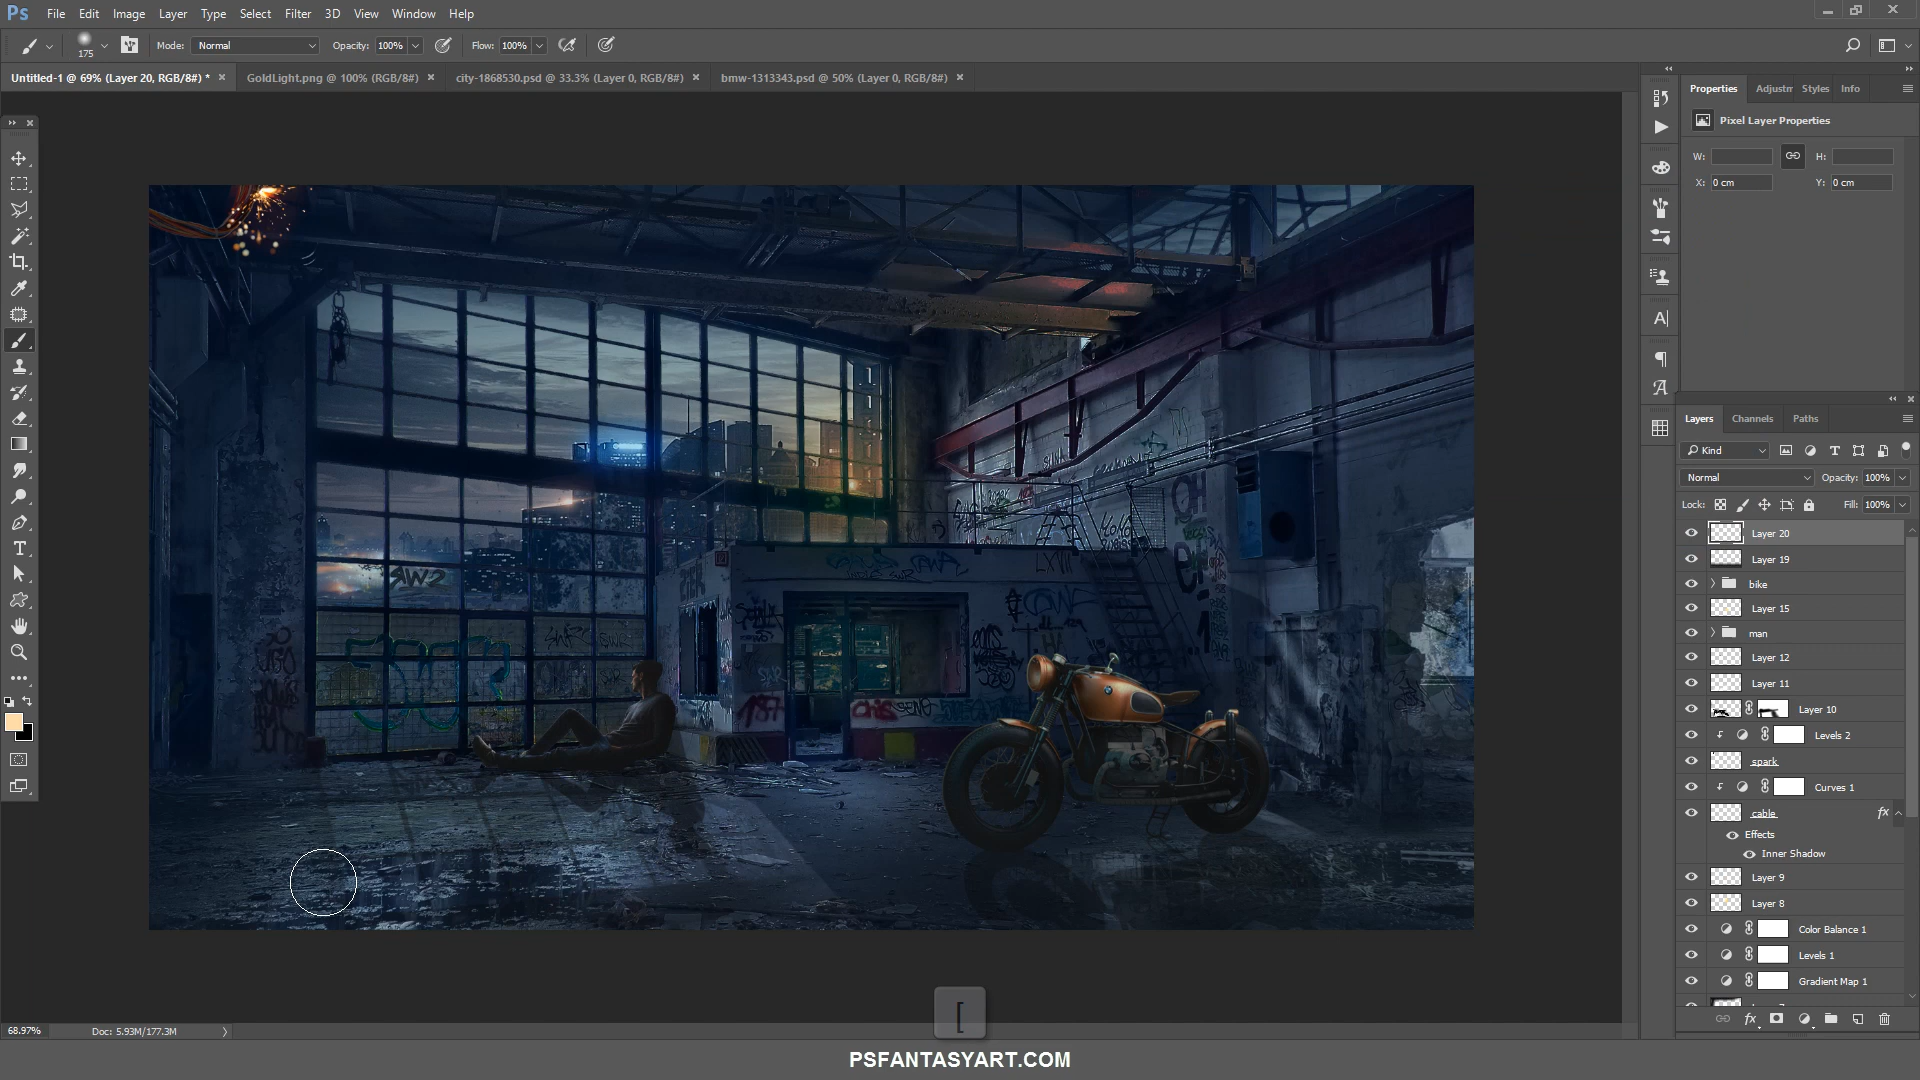 Ps File Edit Image Layer Type Select Filter 3D View Window Help
175 Mode: Normal Opacity: 100% Flow: 100%
Untitled-1 @ 69% (Layer 20, RGB/8#) * × GoldLight.png @ 100% (RGB/8#) × city-1868530.psd @ 33.3% (Layer 0, RGB/8#) × bmw-1313343.psd @ 50% (Layer 0, RGB/8#) ×
Properties Adjustm Styles Info
Pixel Layer Properties
W: H:
X: 0 cm Y: 0 cm
Layers Channels Paths
Kind
Normal Opacity: 100%
Lock: Fill: 100%
Layer 20
Layer 19
bike
Layer 15
man
Layer 12
Layer 11
Layer 10
Levels 2
spark
Curves 1
cable fx
Effects
Inner Shadow
Layer 9
Layer 8
Color Balance 1
Levels 1
Gradient Map 1
68.97% Doc: 5.93M/177.3M
[
PSFANTASYART.COM